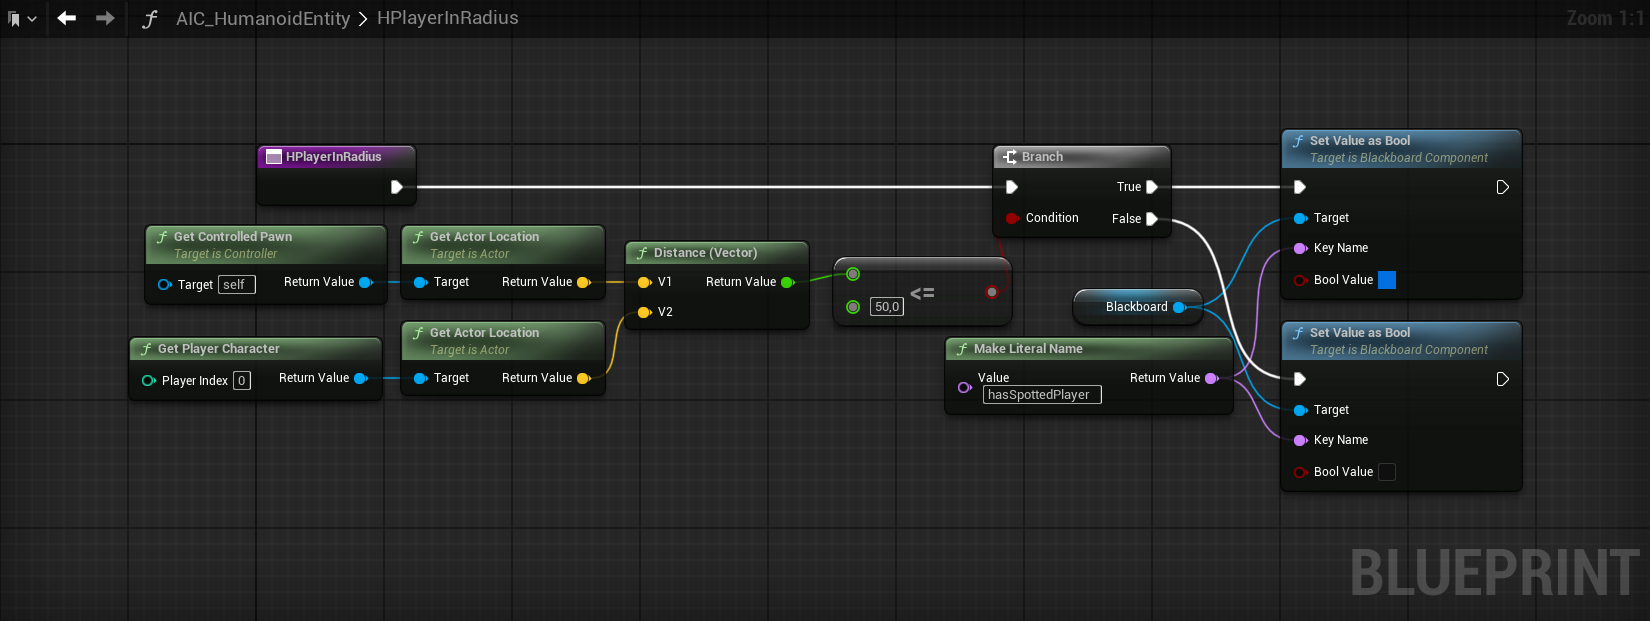 AIC_HumanoidEntity > HPlayerInRadius
Zoom 1:1
HPlayerInRadius
Get Controlled Pawn
Target is Controller
Target self
Return Value
Get Actor Location
Target is Actor
Target
Return Value
Get Player Character
Player Index 0
Return Value
Get Actor Location
Target is Actor
Target
Return Value
Distance (Vector)
V1
Return Value
V2
50,0
<=
Branch
True
Condition
False
Blackboard
Make Literal Name
Value
hasSpottedPlayer
Return Value
Set Value as Bool
Target is Blackboard Component
Target
Key Name
Bool Value
Set Value as Bool
Target is Blackboard Component
Target
Key Name
Bool Value
BLUEPRINT